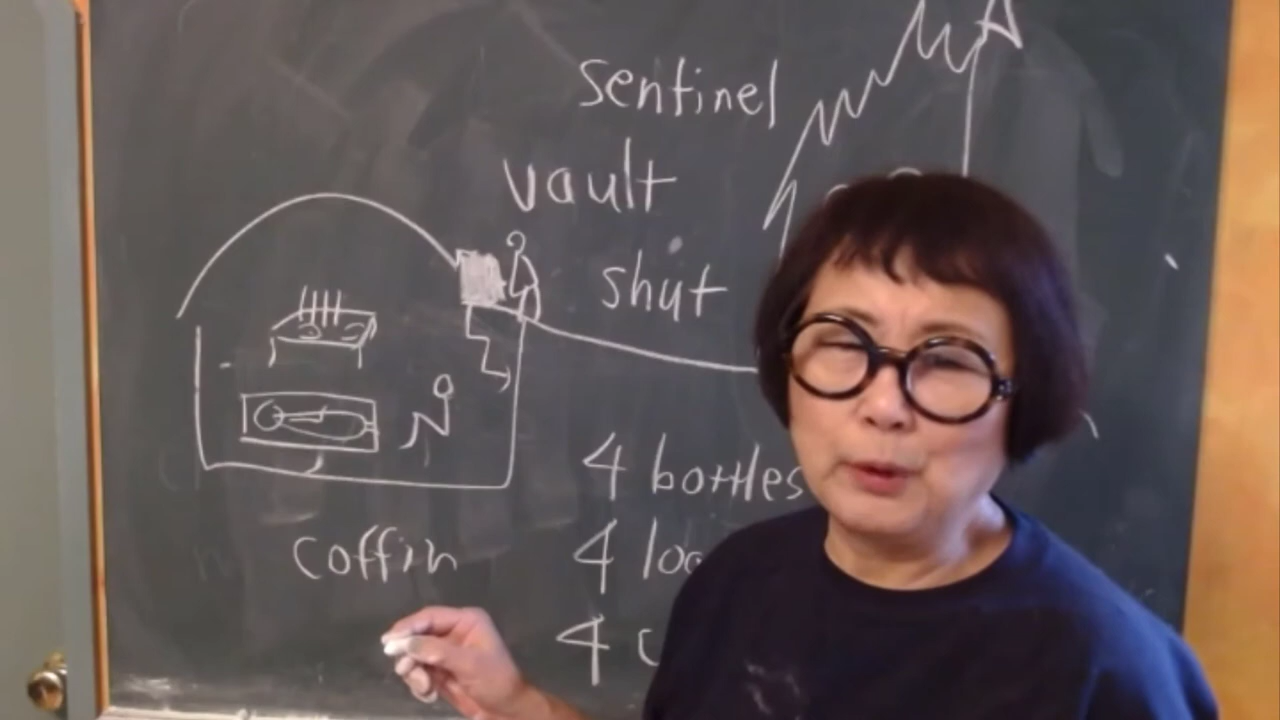 sentinel
vault
shut
4 bottles
4
4
coffin